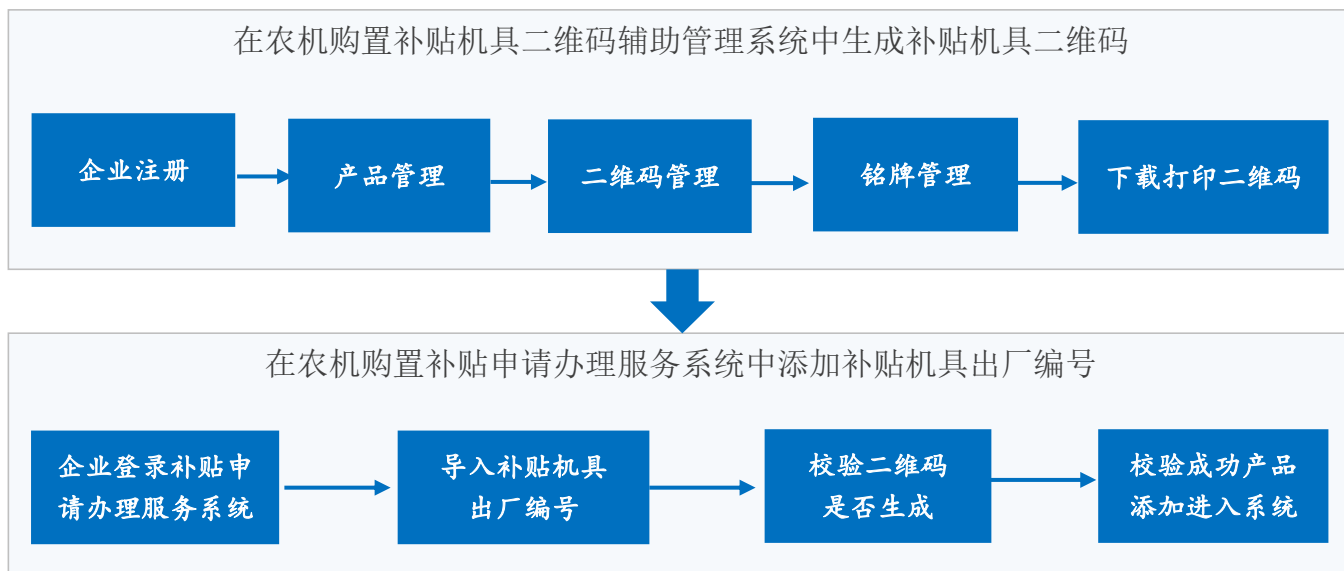 在农机购置补贴机具二维码辅助管理系统中生成补贴机具二维码
企业注册
产品管理
二维码管理
铭牌管理
下载打印二维码
在农机购置补贴申请办理服务系统中添加补贴机具出厂编号
企业登录补贴申
请办理服务系统
导入补贴机具
出厂编号
校验二维码
是否生成
校验成功产品
添加进入系统